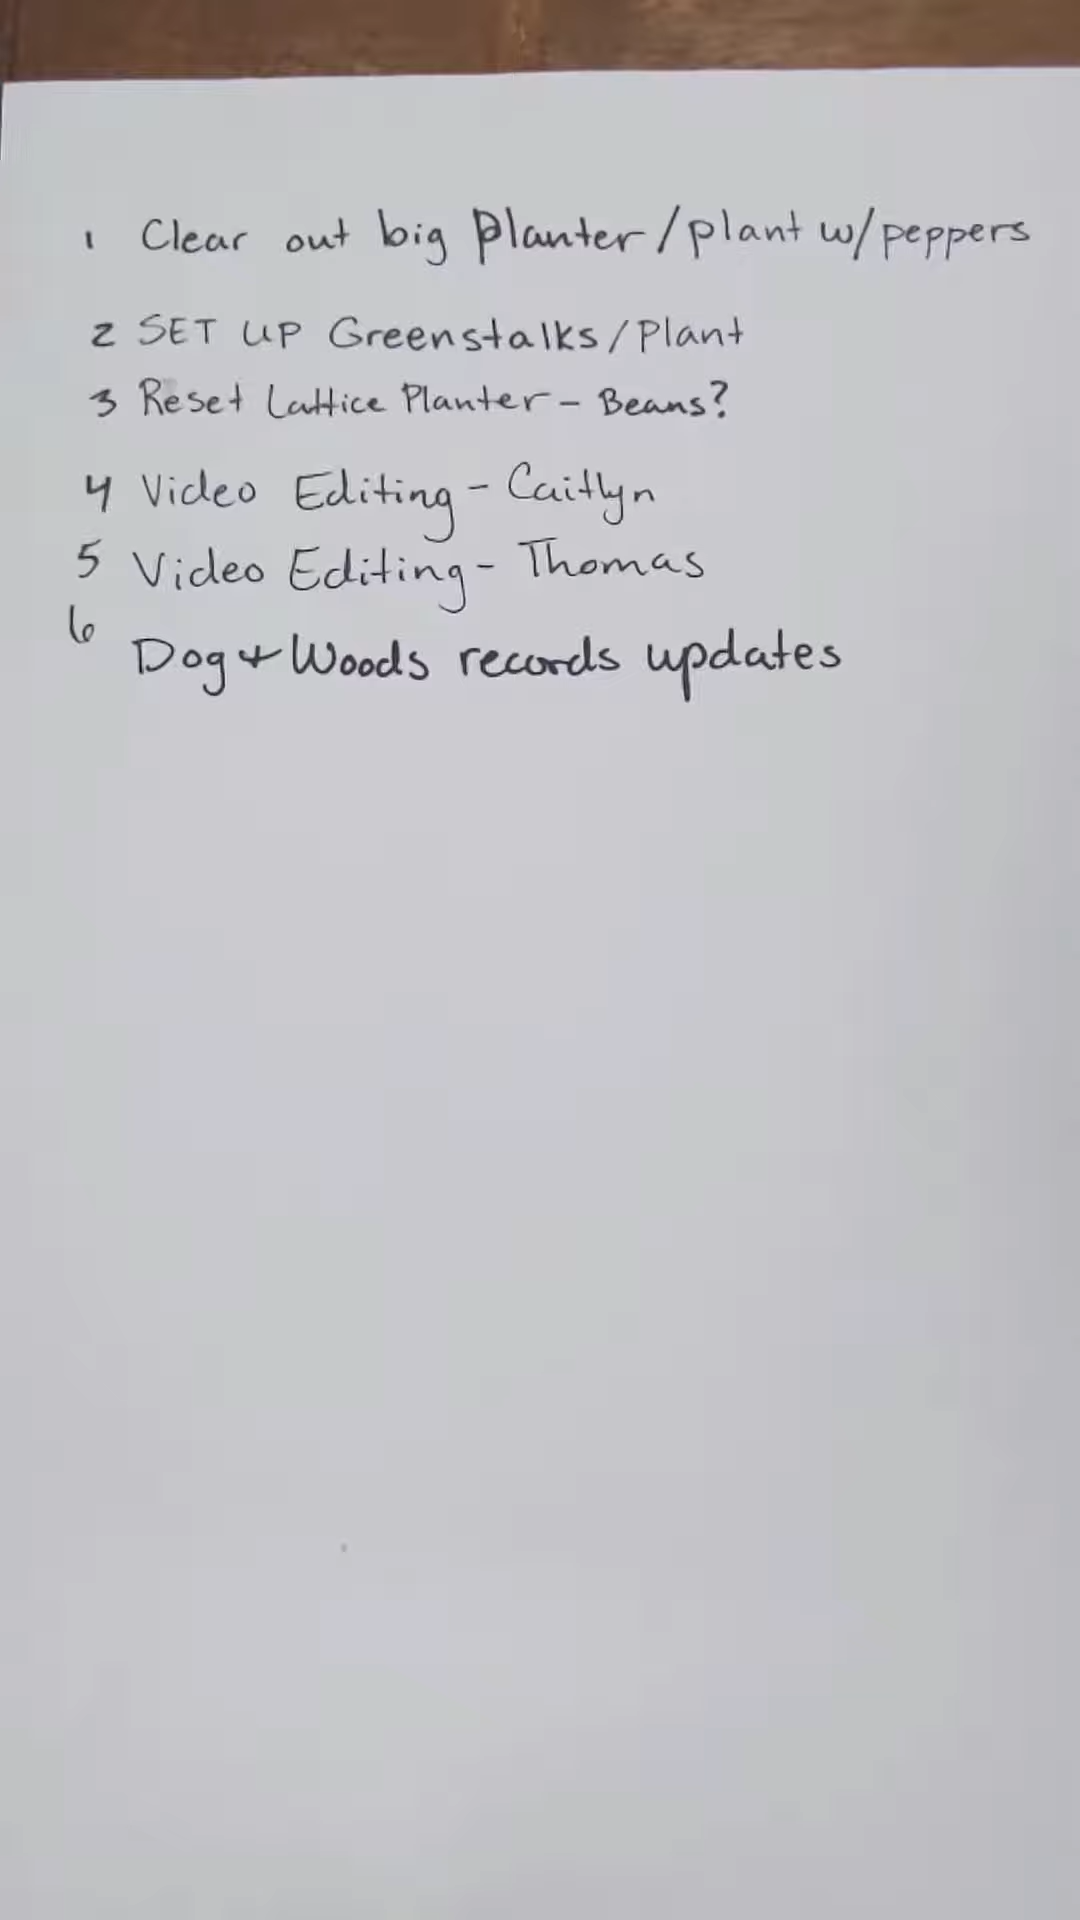 1 Clear out big Planter/plant w/peppers
2 SET UP Greenstalks/Plant
3 Reset Lattice Planter - Beans?
4 Video Editing - Caitlyn
5 Video Editing - Thomas
6 Dog + Woods records updates